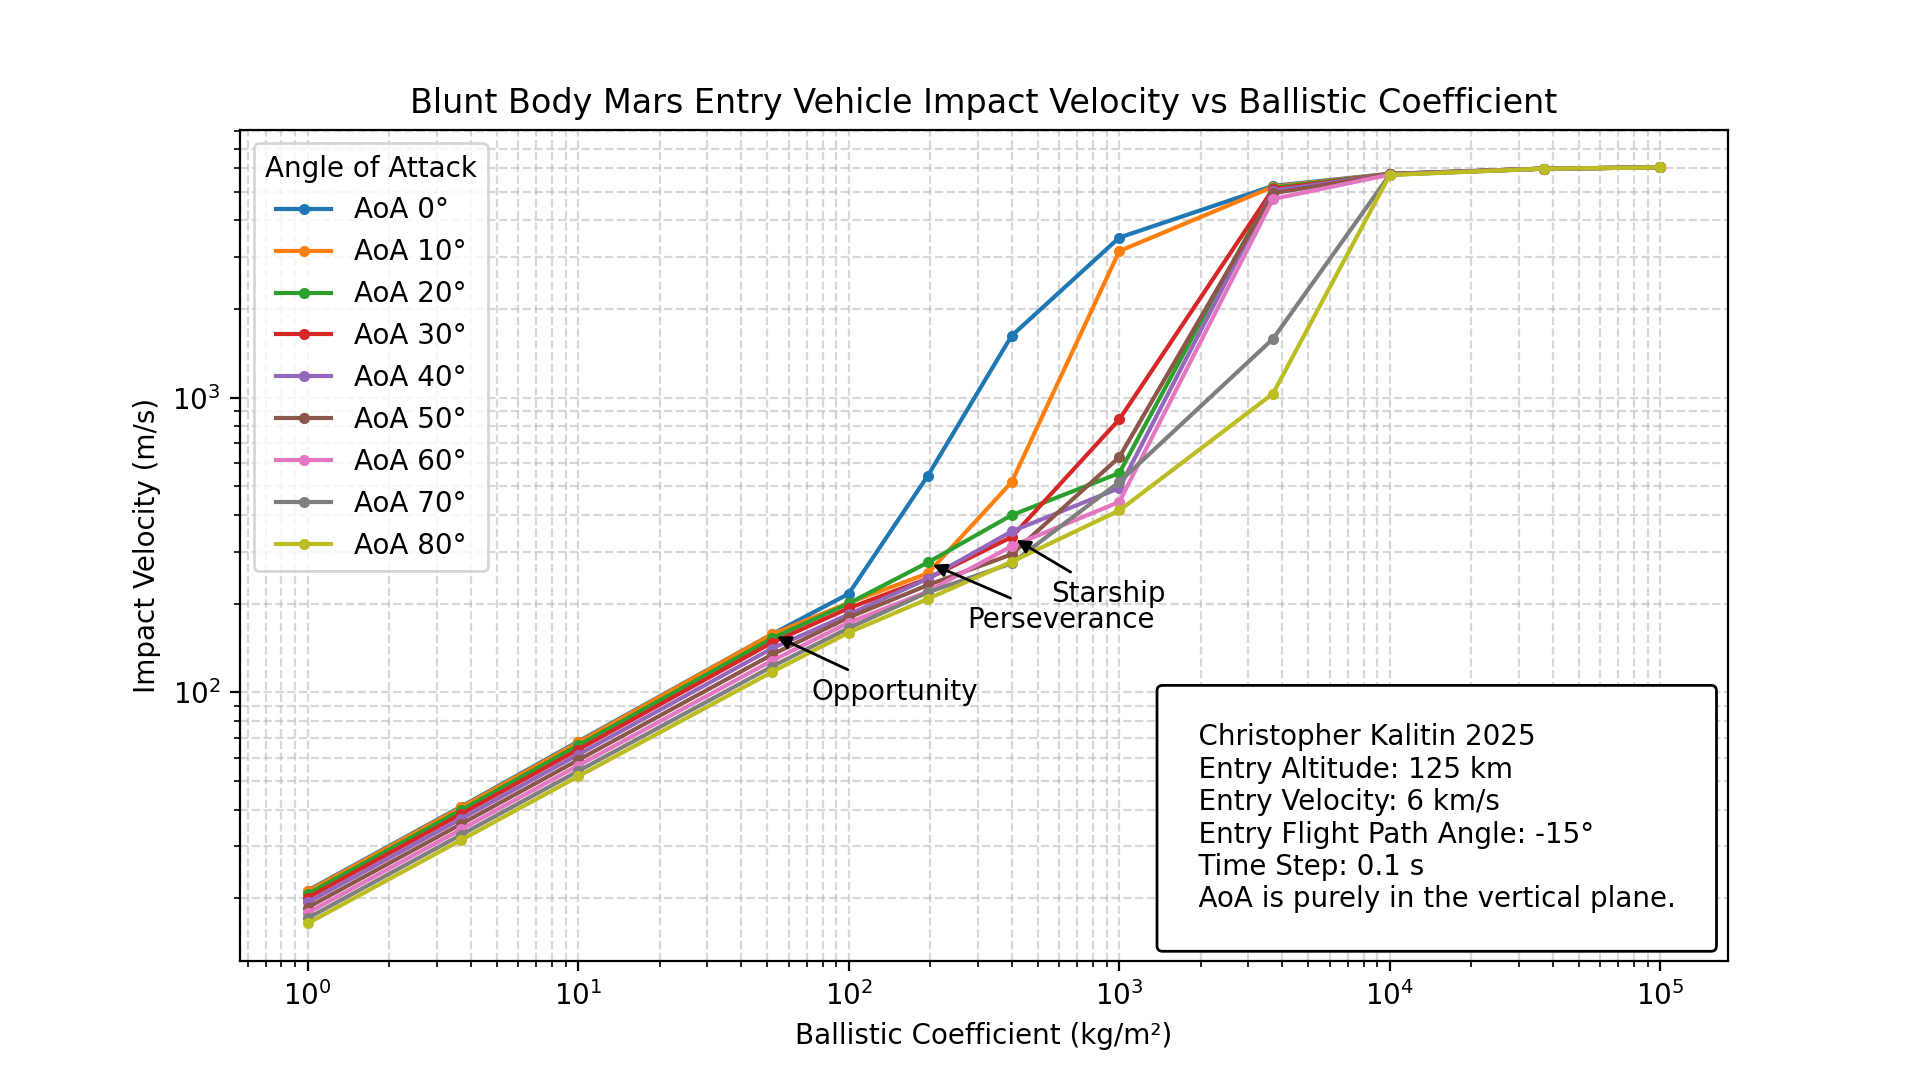 Blunt Body Mars Entry Vehicle Impact Velocity vs Ballistic Coefficient
Angle of Attack
AoA 0°
AoA 10°
AoA 20°
AoA 30°
AoA 40°
AoA 50°
AoA 60°
AoA 70°
AoA 80°
Impact Velocity (m/s)
10³
10²
Starship
Perseverance
Opportunity
Christopher Kalitin 2025
Entry Altitude: 125 km
Entry Velocity: 6 km/s
Entry Flight Path Angle: -15°
Time Step: 0.1 s
AoA is purely in the vertical plane.
10⁰ 10¹ 10² 10³ 10⁴ 10⁵
Ballistic Coefficient (kg/m²)